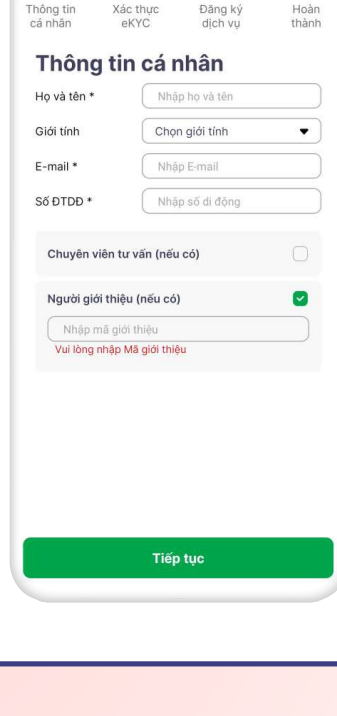 Thông tin cá nhân
Xác thực eKYC
Đăng ký dịch vụ
Hoàn thành
Thông tin cá nhân
Họ và tên * Nhập họ và tên
Giới tính Chọn giới tính
E-mail * Nhập E-mail
Số ĐTDĐ * Nhập số di động
Chuyên viên tư vấn (nếu có)
Người giới thiệu (nếu có)
Nhập mã giới thiệu
Vui lòng nhập Mã giới thiệu
Tiếp tục